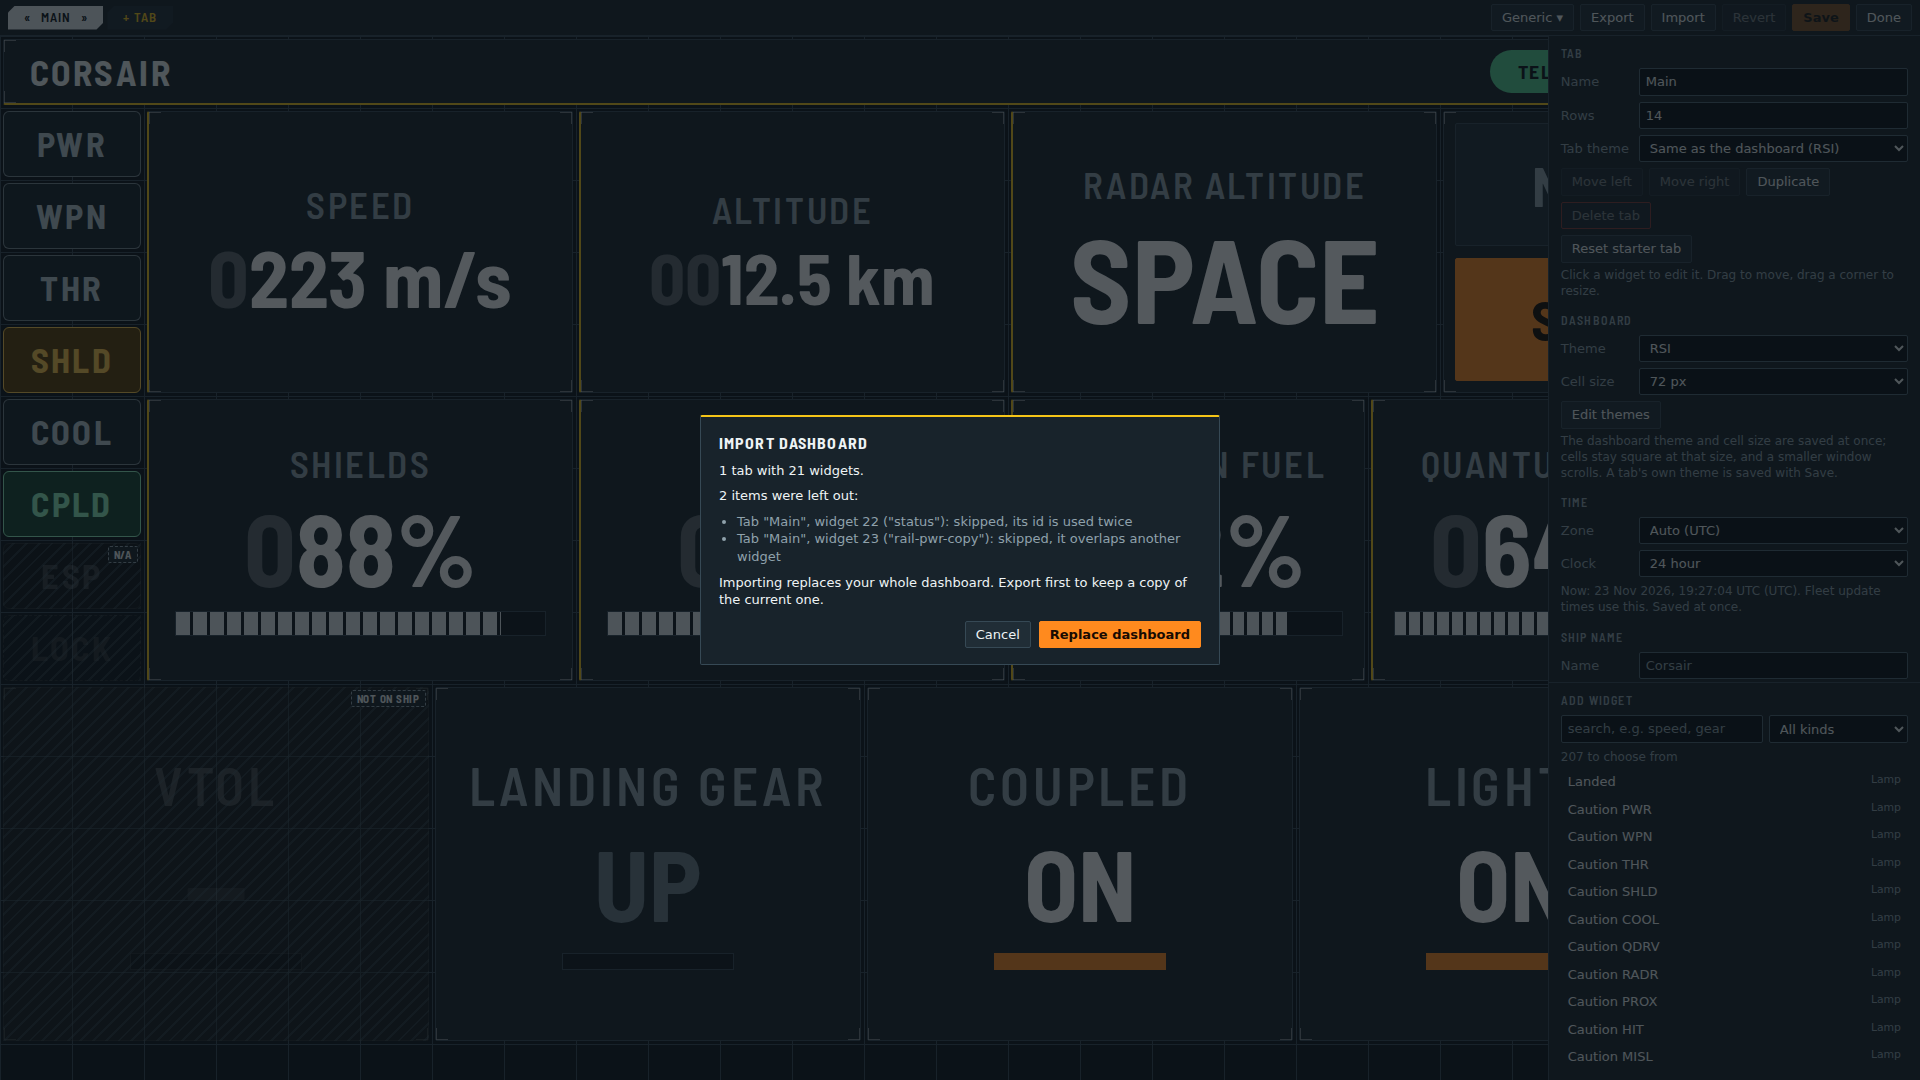 « MAIN »
+ TAB
Generic ▾
Export
Import
Revert
Save
Done
CORSAIR
TEL
PWR
WPN
THR
SHLD
COOL
CPLD
N/A
ESP
LOCK
SPEED
0223 m/s
ALTITUDE
0012.5 km
RADAR ALTITUDE
SPACE
N
S
SHIELDS
088%
N FUEL
%
QUANTU
064
NOT ON SHIP
VTOL
LANDING GEAR
UP
COUPLED
ON
LIGHT
ON
IMPORT DASHBOARD
1 tab with 21 widgets.
2 items were left out:
• Tab "Main", widget 22 ("status"): skipped, its id is used twice
• Tab "Main", widget 23 ("rail-pwr-copy"): skipped, it overlaps another
widget
Importing replaces your whole dashboard. Export first to keep a copy of
the current one.
Cancel
Replace dashboard
TAB
Name
Main
Rows
14
Tab theme
Same as the dashboard (RSI)
Move left
Move right
Duplicate
Delete tab
Reset starter tab
Click a widget to edit it. Drag to move, drag a corner to
resize.
DASHBOARD
Theme
RSI
Cell size
72 px
Edit themes
The dashboard theme and cell size are saved at once;
cells stay square at that size, and a smaller window
scrolls. A tab's own theme is saved with Save.
TIME
Zone
Auto (UTC)
Clock
24 hour
Now: 23 Nov 2026, 19:27:04 UTC (UTC). Fleet update
times use this. Saved at once.
SHIP NAME
Name
Corsair
ADD WIDGET
search, e.g. speed, gear
All kinds
207 to choose from
Landed Lamp
Caution PWR Lamp
Caution WPN Lamp
Caution THR Lamp
Caution SHLD Lamp
Caution COOL Lamp
Caution QDRV Lamp
Caution RADR Lamp
Caution PROX Lamp
Caution HIT Lamp
Caution MISL Lamp